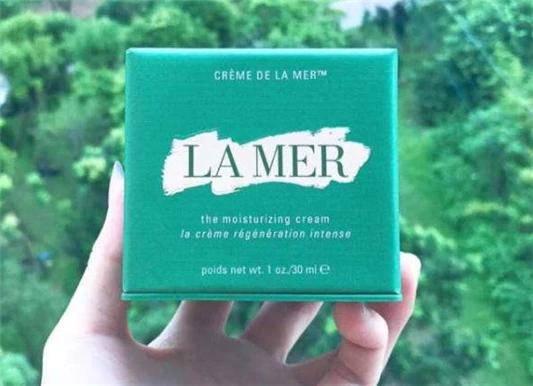 CRÈME DE LA MER™
LA MER
the moisturizing cream
la crème régénération intense
poids net wt. 1 oz./30 ml ℮